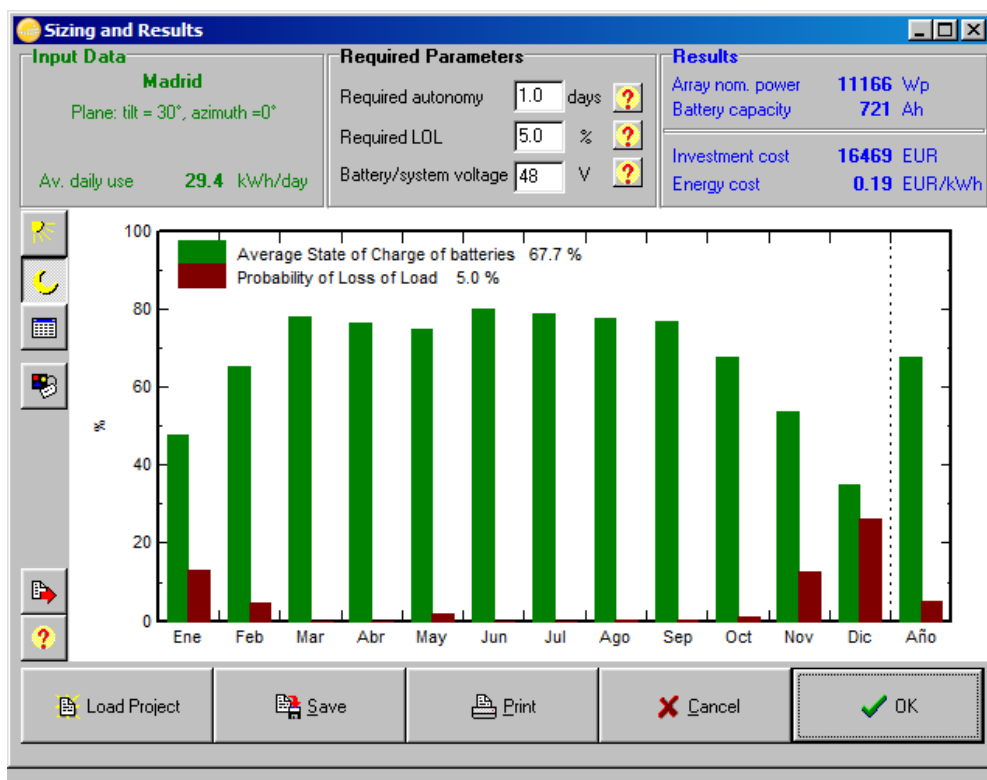 Sizing and Results
Input Data
Madrid
Plane: tilt = 30°, azimuth =0°
Av. daily use 29.4 kWh/day
Required Parameters
Required autonomy 1.0 days ?
Required LOL 5.0 % ?
Battery/system voltage 48 V ?
Results
Array nom. power 11166 Wp
Battery capacity 721 Ah
Investment cost 16469 EUR
Energy cost 0.19 EUR/kWh
Average State of Charge of batteries 67.7 %
Probability of Loss of Load 5.0 %
100
80
60
40
20
0
%
Ene Feb Mar Abr May Jun Jul Ago Sep Oct Nov Dic Año
?
Load Project Save Print Cancel OK